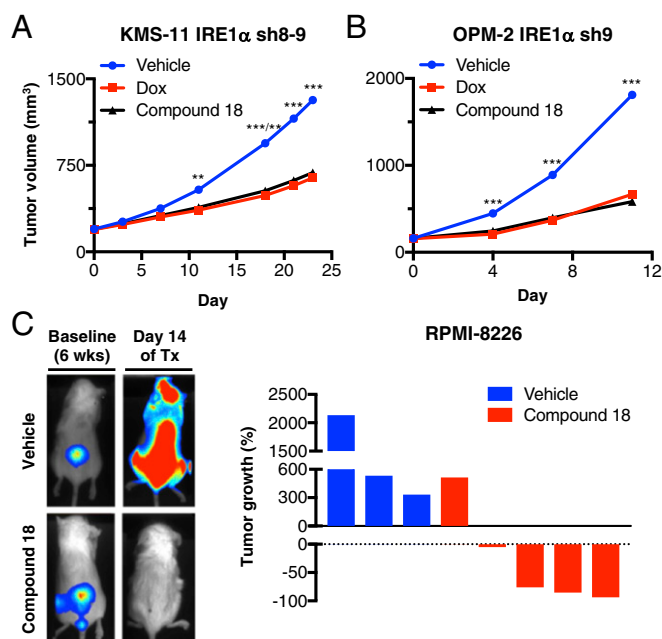 A
KMS-11 IRE1α sh8-9
Vehicle
Dox
Compound 18
Tumor volume (mm³)
1500
750
0
**
***/**
***
***
0 5 10 15 20 25
Day
B
OPM-2 IRE1α sh9
Vehicle
Dox
Compound 18
2000
1000
0
***
***
***
0 4 8 12
Day
C
Baseline
(6 wks)
Day 14
of Tx
Vehicle
Compound 18
RPMI-8226
Vehicle
Compound 18
Tumor growth (%)
2500
2000
1500
600
300
0
0
-50
-100